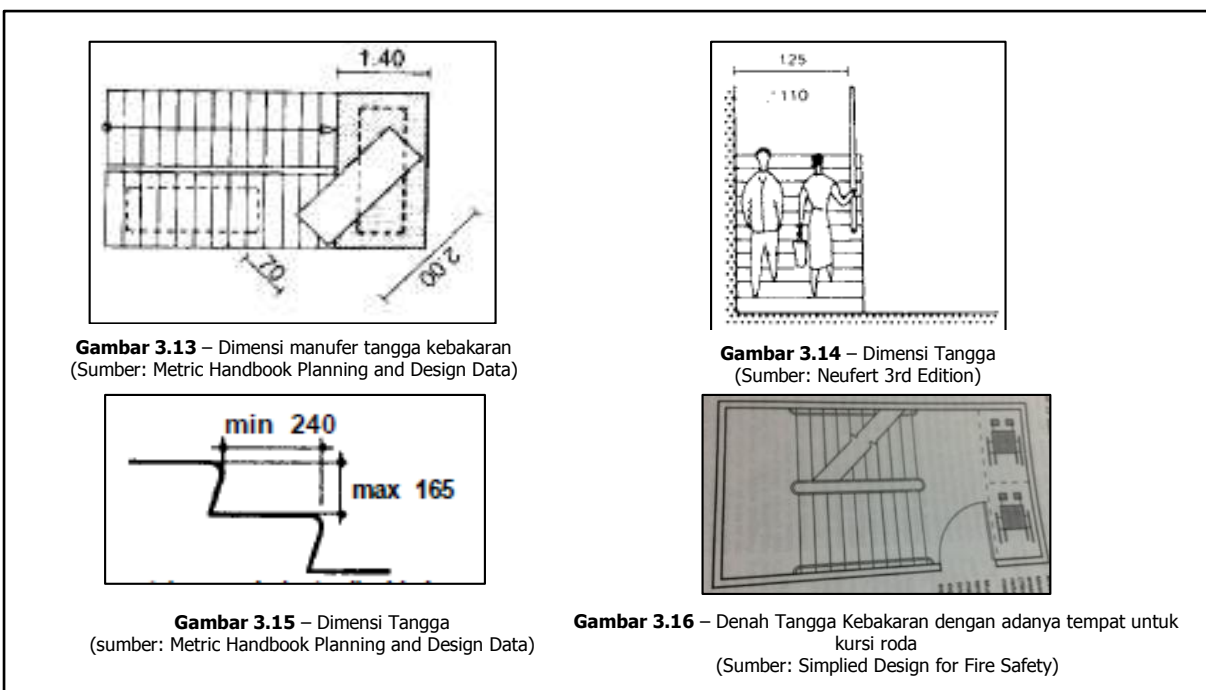 1.40
70
2.00
Gambar 3.13 – Dimensi manufer tangga kebakaran
(Sumber: Metric Handbook Planning and Design Data)
125
110
Gambar 3.14 – Dimensi Tangga
(Sumber: Neufert 3rd Edition)
min 240
max 165
Gambar 3.15 – Dimensi Tangga
(sumber: Metric Handbook Planning and Design Data)
Gambar 3.16 – Denah Tangga Kebakaran dengan adanya tempat untuk
kursi roda
(Sumber: Simplied Design for Fire Safety)